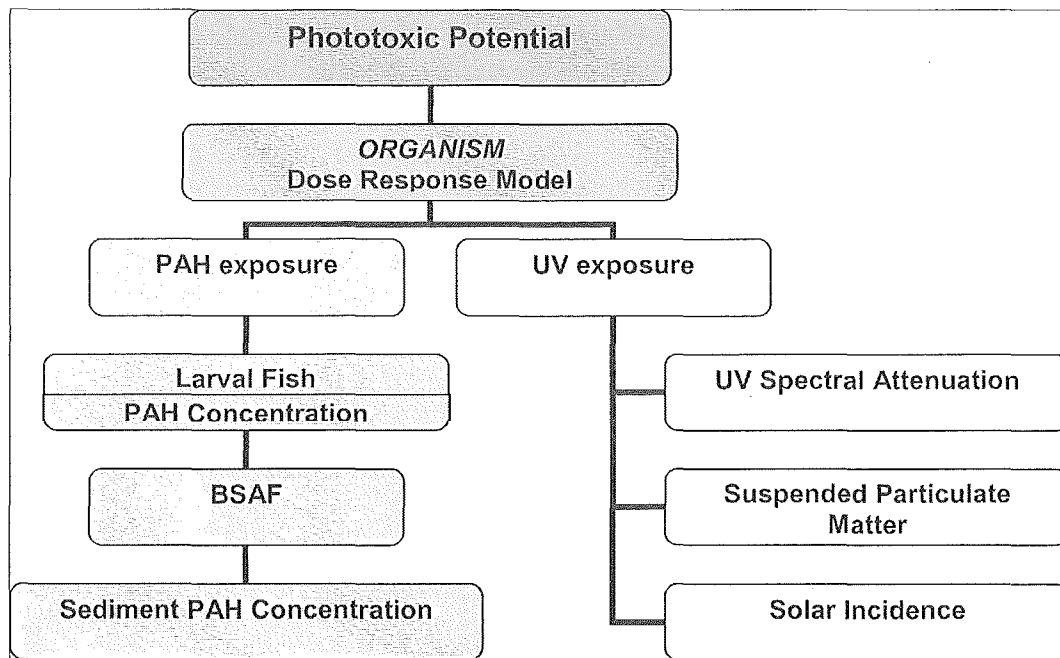 Phototoxic Potential
ORGANISM
Dose Response Model
PAH exposure
UV exposure
Larval Fish
PAH Concentration
BSAF
Sediment PAH Concentration
UV Spectral Attenuation
Suspended Particulate
Matter
Solar Incidence